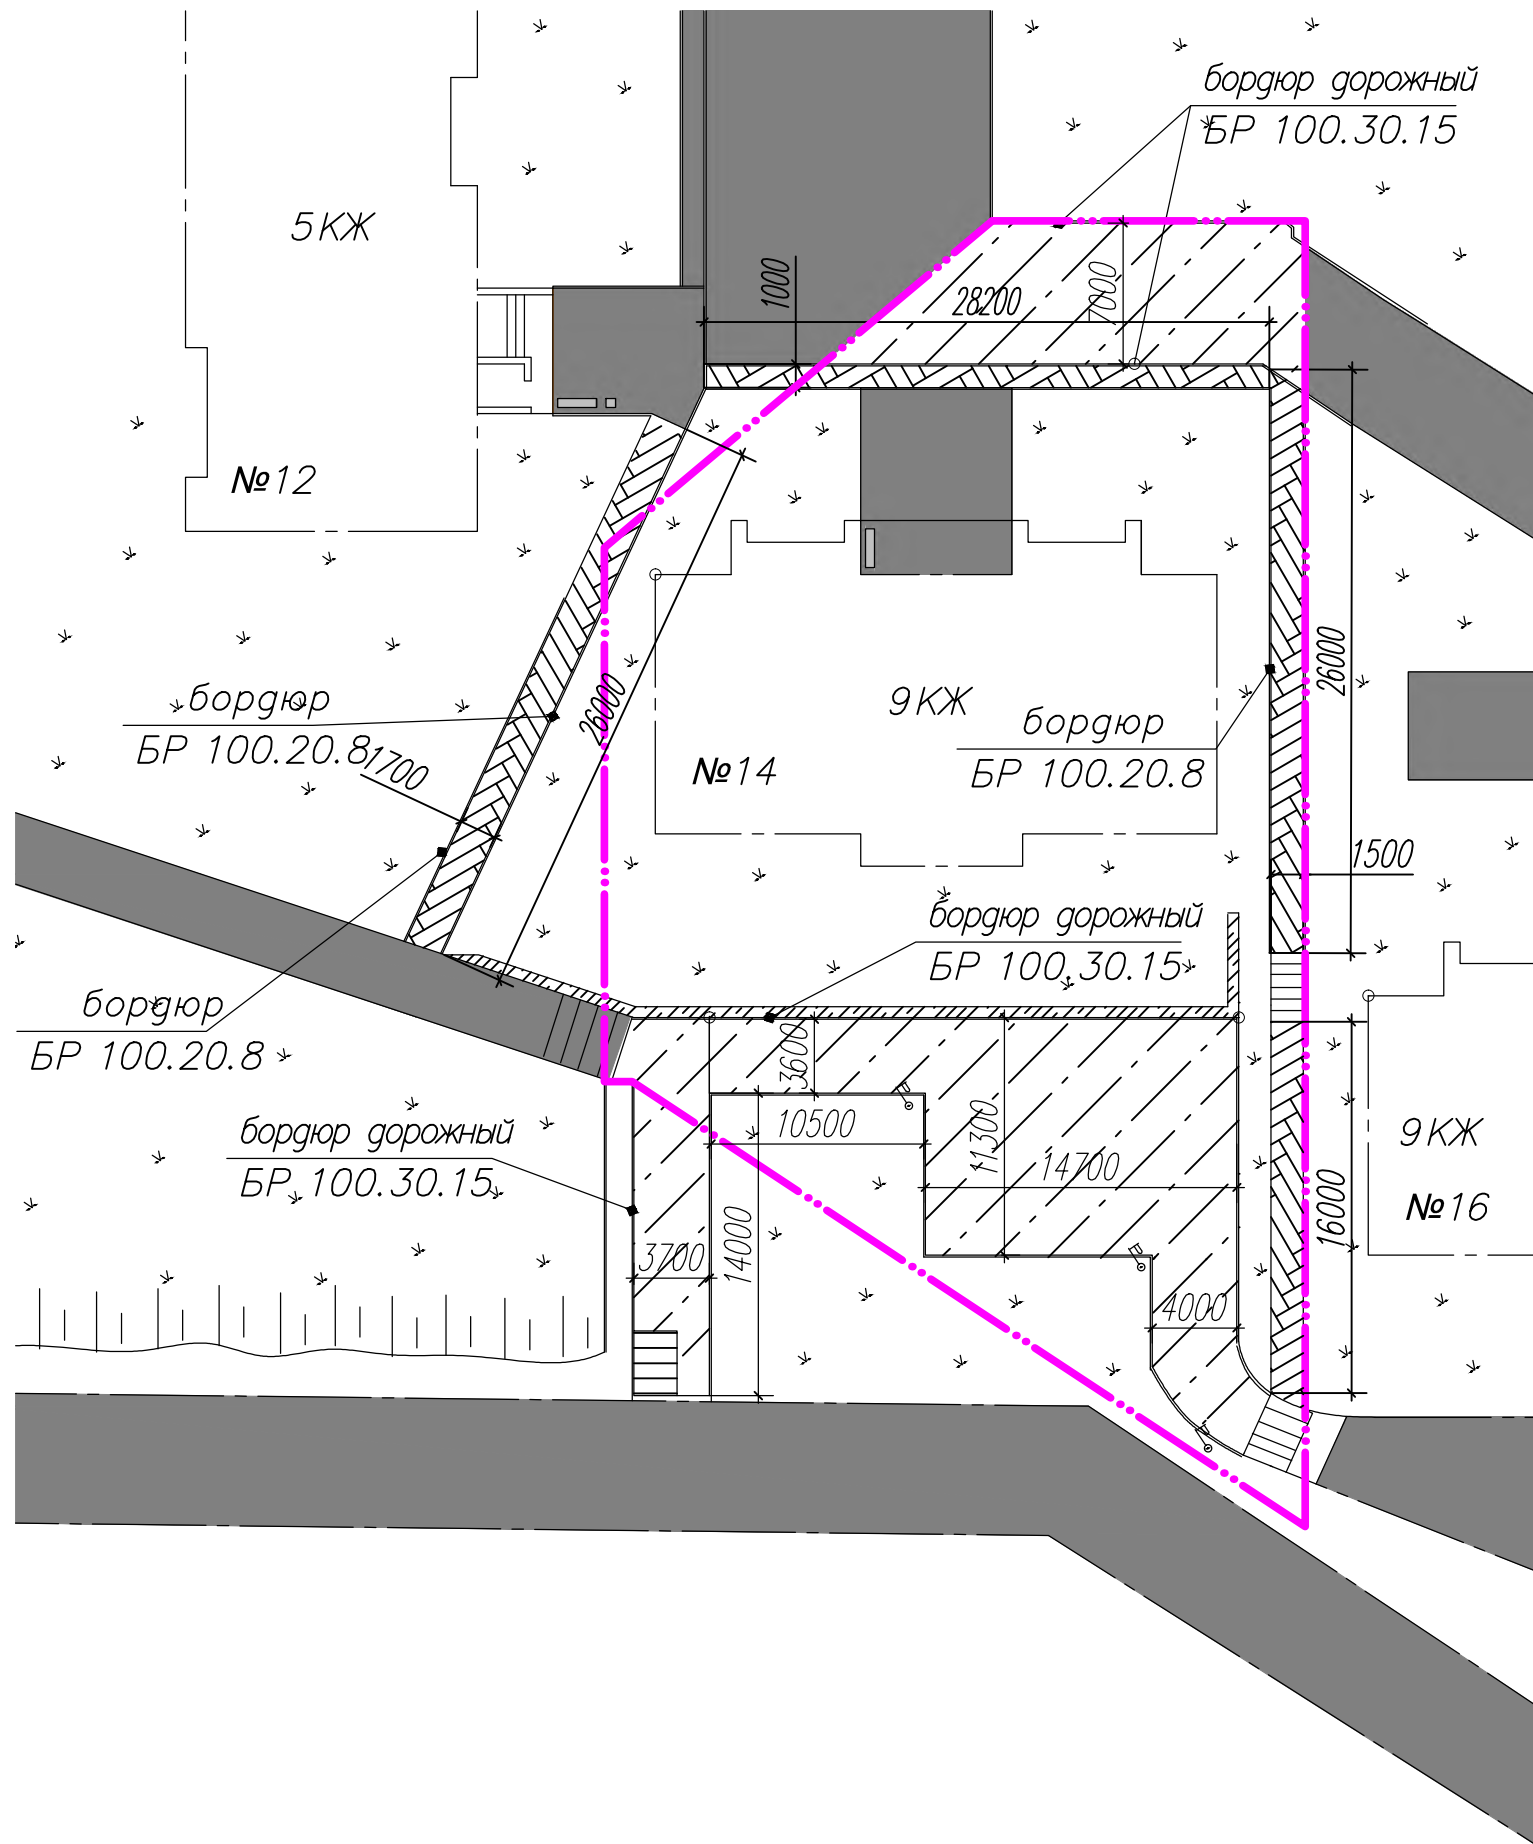 бордюр дорожный
БР 100.30.15
5КЖ
1000
28200
7000
№12
26000
26000
бордюр
БР 100.20.8
1700
9КЖ
№14
бордюр
БР 100.20.8
1500
бордюр дорожный
БР 100.30.15
бордюр
БР 100.20.8
3600
10500
11300
14700
бордюр дорожный
БР 100.30.15
9КЖ
№16
16000
14000
3700
4000